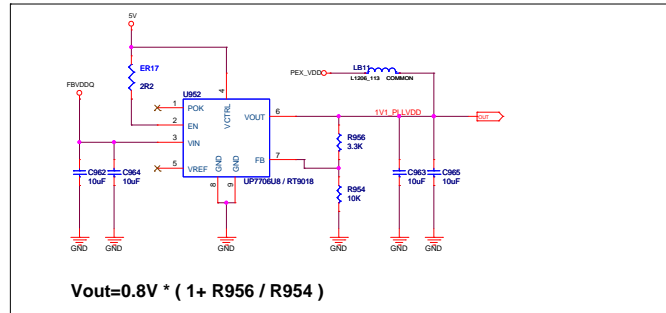 5V
ER17
2R2
FBVDDQ
U952
PEX_VDD
LB11
L1206_113 COMMON
1 POK
2 EN
3 VIN
5 VREF
4
VCTRL
VOUT 6
FB 7
GND
GND
8
9
UP7706U8 / RT9018
1V1_PLLVDD
OUT
R956
3.3K
R954
10K
C962
10uF
C964
10uF
C963
10uF
C965
10uF
GND
GND
GND
GND
GND
GND
Vout=0.8V * ( 1+ R956 / R954 )